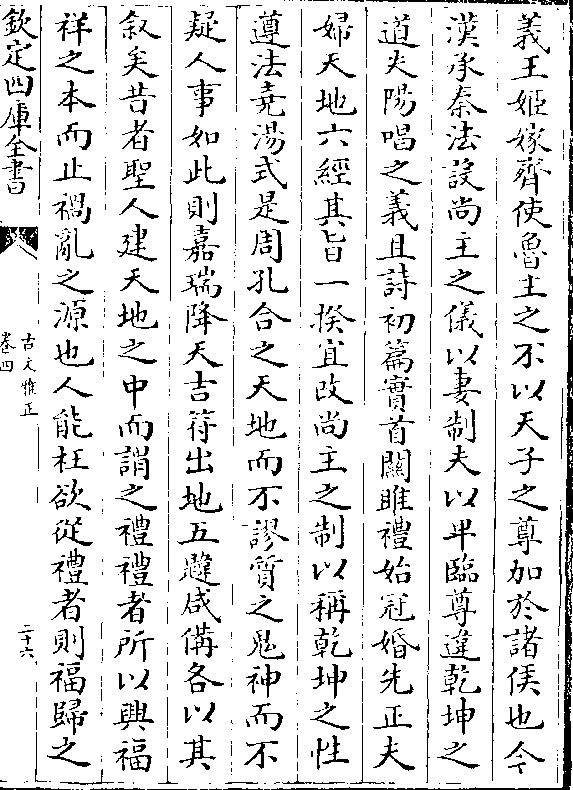 義王姬嫁齊使魯主之不以天子之尊加於諸侯也今
漢承秦法設尚主之儀以妻制夫以卑臨尊違乾坤之
道失陽唱之義且詩初篇實首關雎禮始冠婚先正夫
婦天地六經其旨一揆宜改尚主之制以稱乾坤之性
遵法堯湯式是周孔合之天地而不謬質之鬼神而不
疑人事如此則嘉瑞降天吉符出地五韙咸備各以其
叙矣昔者聖人建天地之中而謂之禮禮者所以興福
祥之本而止禍亂之源也人能枉欲從禮者則福歸之
欽定四庫全書
古文雅正
卷四
二十六